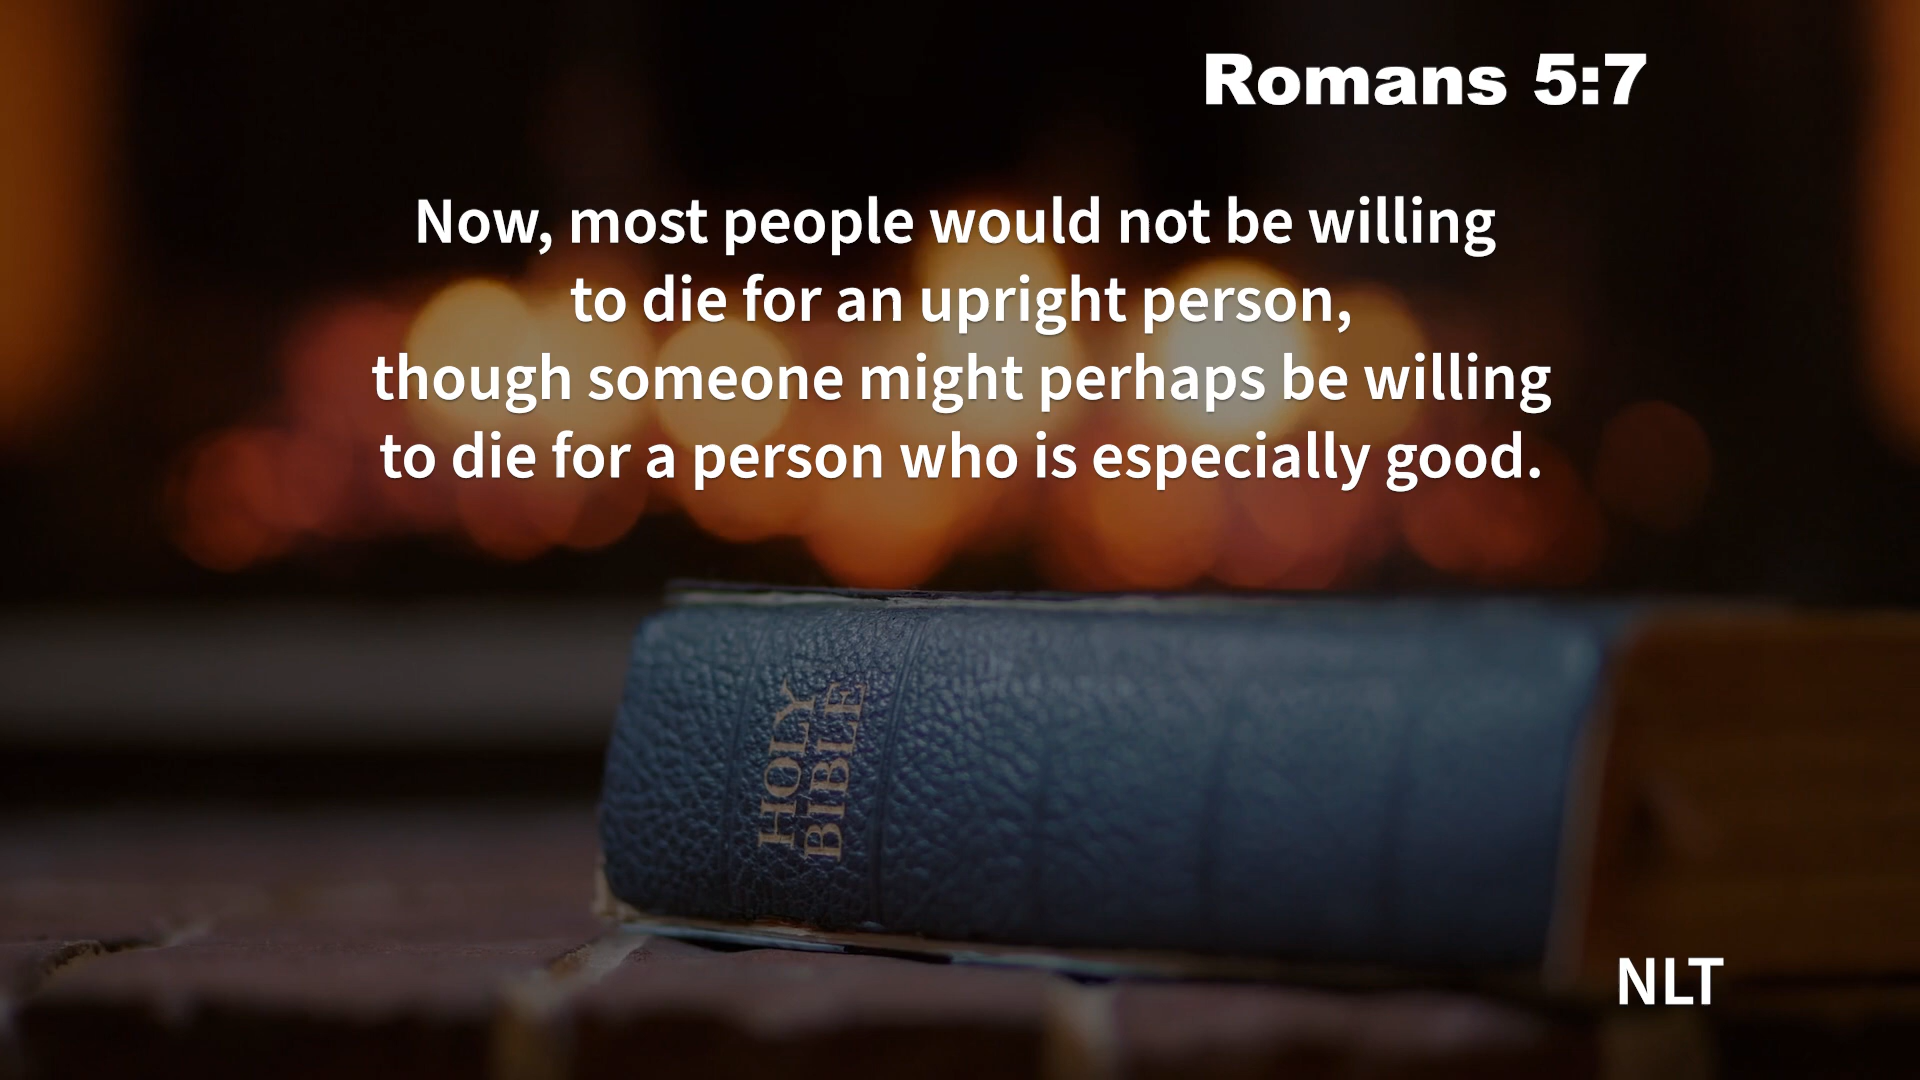 Romans 5:7
Now, most people would not be willing
to die for an upright person,
though someone might perhaps be willing
to die for a person who is especially good.
HOLY
BIBLE
NLT